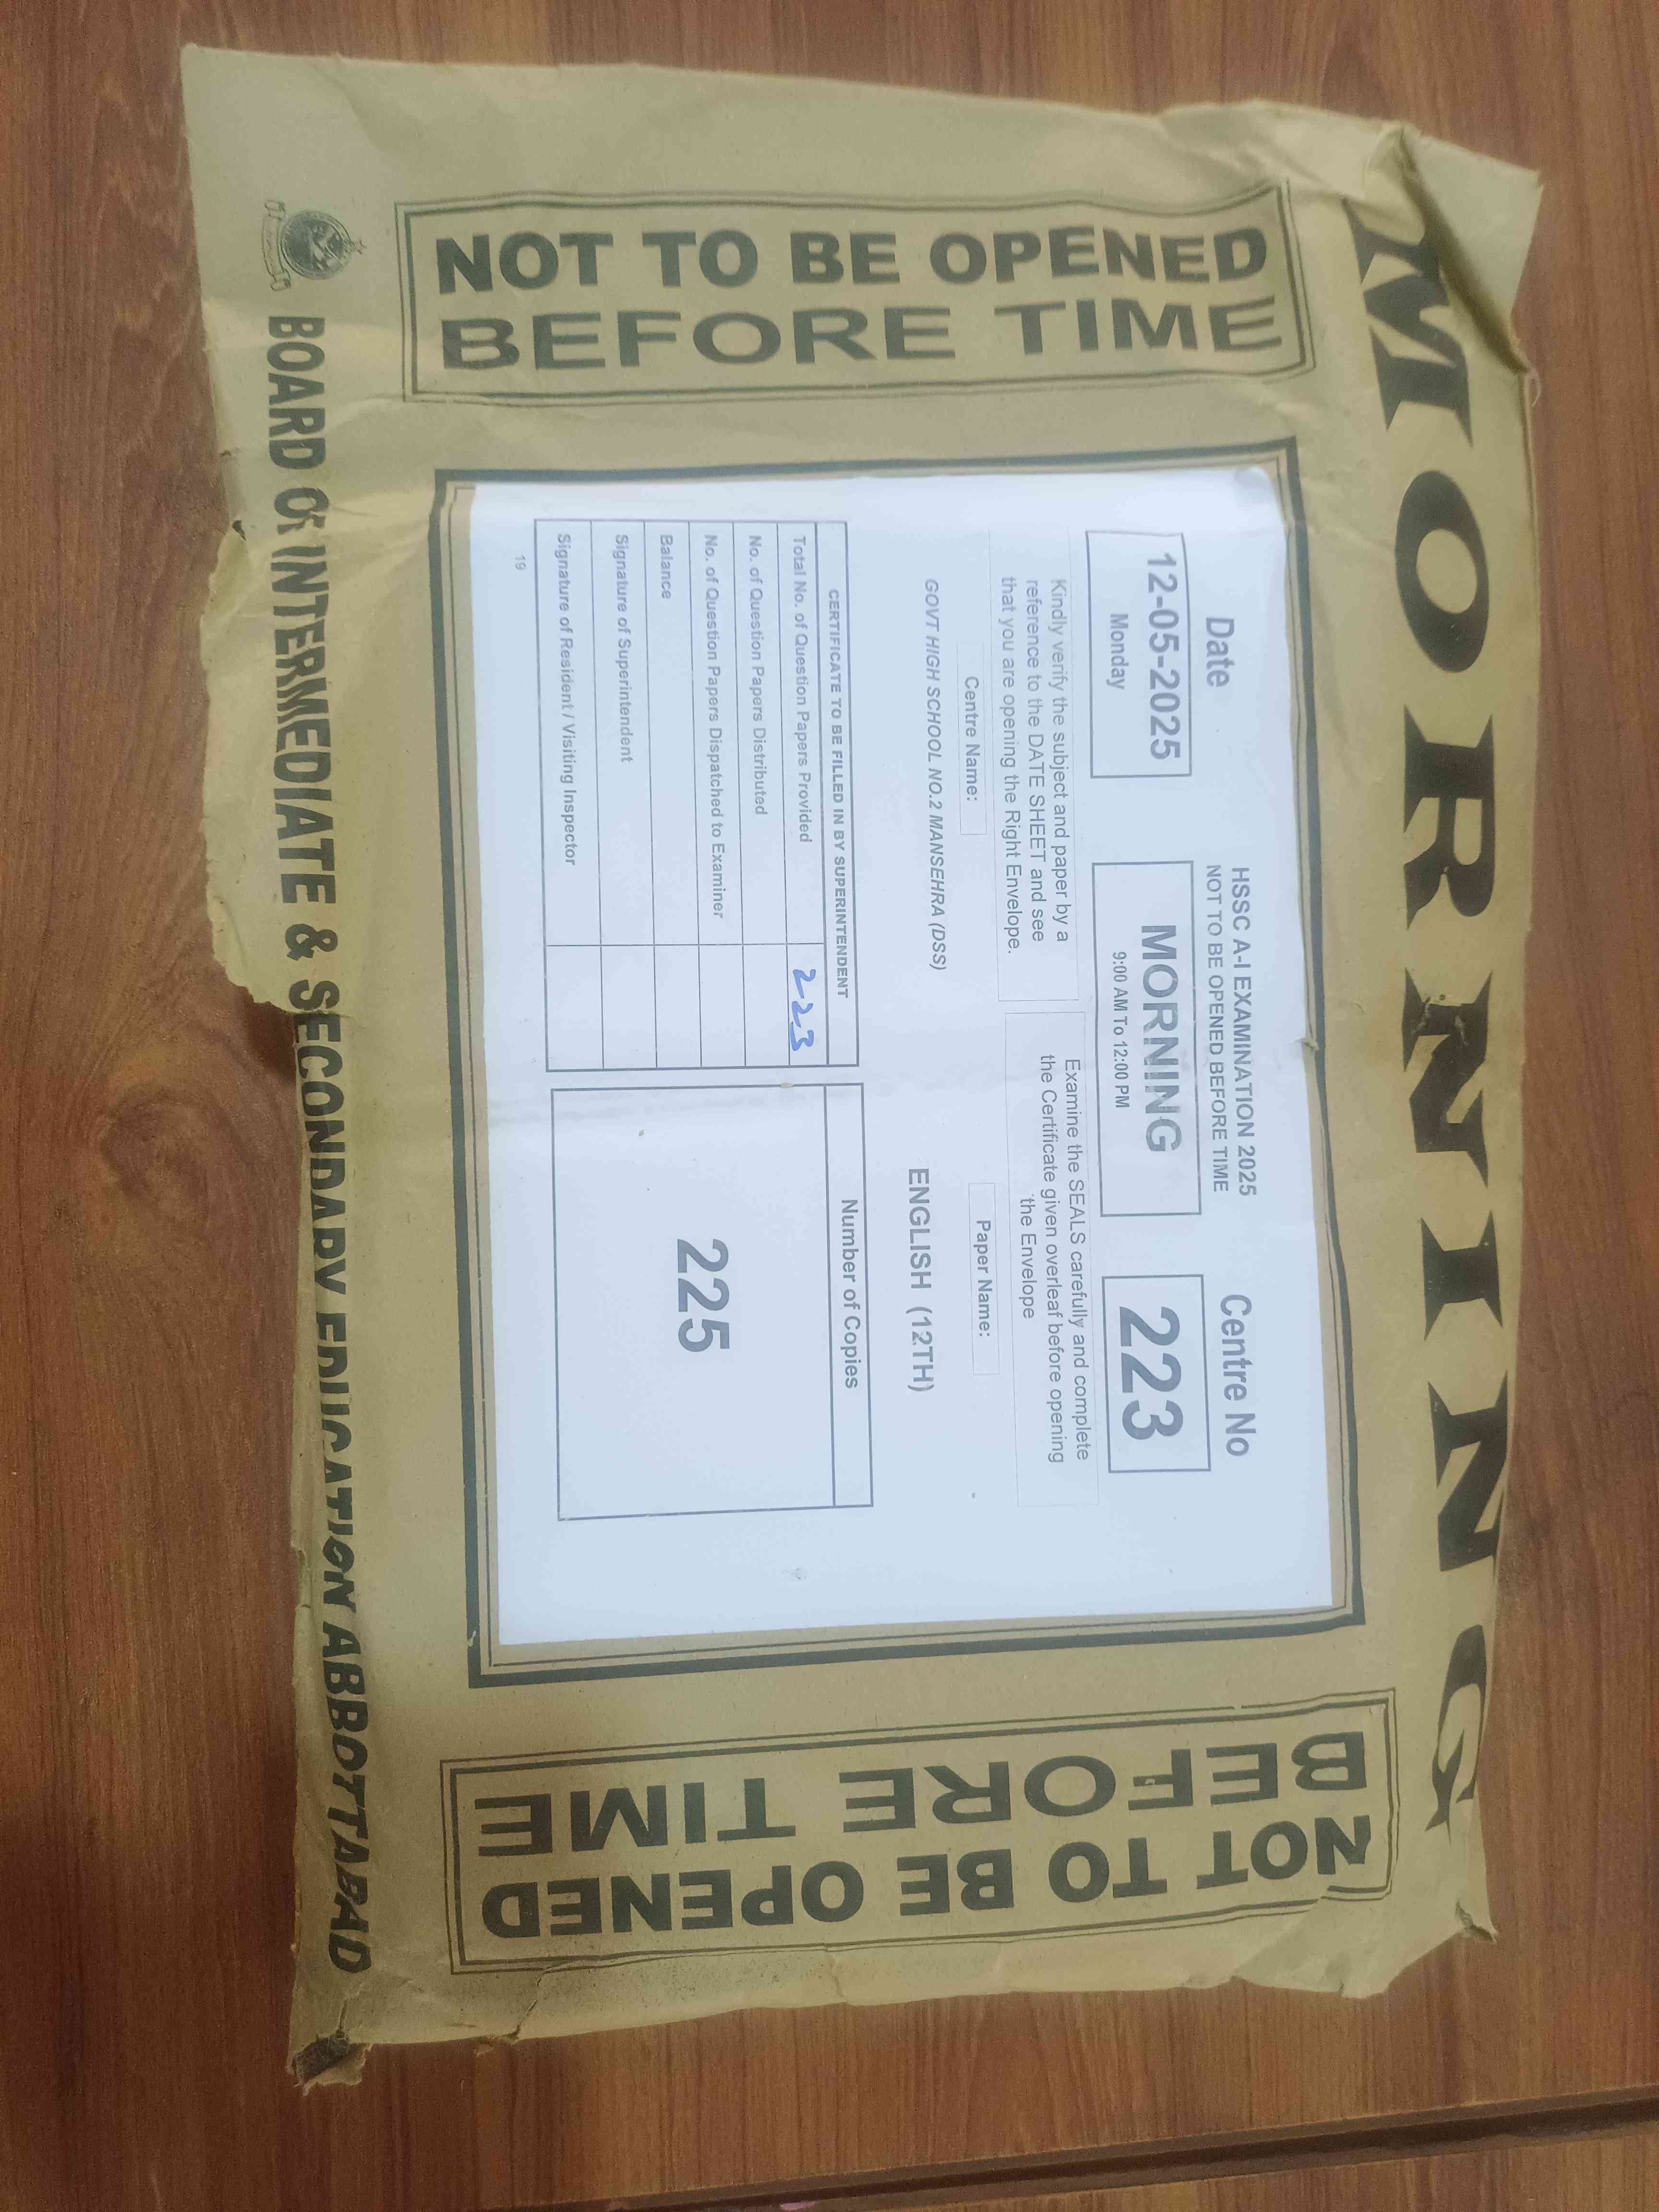 MORNING
NOT TO BE OPENED
BEFORE TIME
Date
12-05-2025
Monday
HSSC A-I EXAMINATION 2025
NOT TO BE OPENED BEFORE TIME
MORNING
9:00 AM To 12:00 PM
Centre No
223
Kindly verify the subject and paper by a
reference to the DATE SHEET and see
that you are opening the Right Envelope.
Examine the SEALS carefully and complete
the Certificate given overleaf before opening
the Envelope
Centre Name:
GOVT HIGH SCHOOL NO.2 MANSEHRA (DSS)
Paper Name:
ENGLISH (12TH)
CERTIFICATE TO BE FILLED IN BY SUPERINTENDENT
Total No. of Question Papers Provided 223
No. of Question Papers Distributed
No. of Question Papers Dispatched to Examiner
Balance
Signature of Superintendent
Signature of Resident / Visiting Inspector
19
Number of Copies
225
NOT TO BE OPENED
BEFORE TIME
BOARD Of INTERMEDIATE & SECONDARY EDUCATION ABBOTTABAD